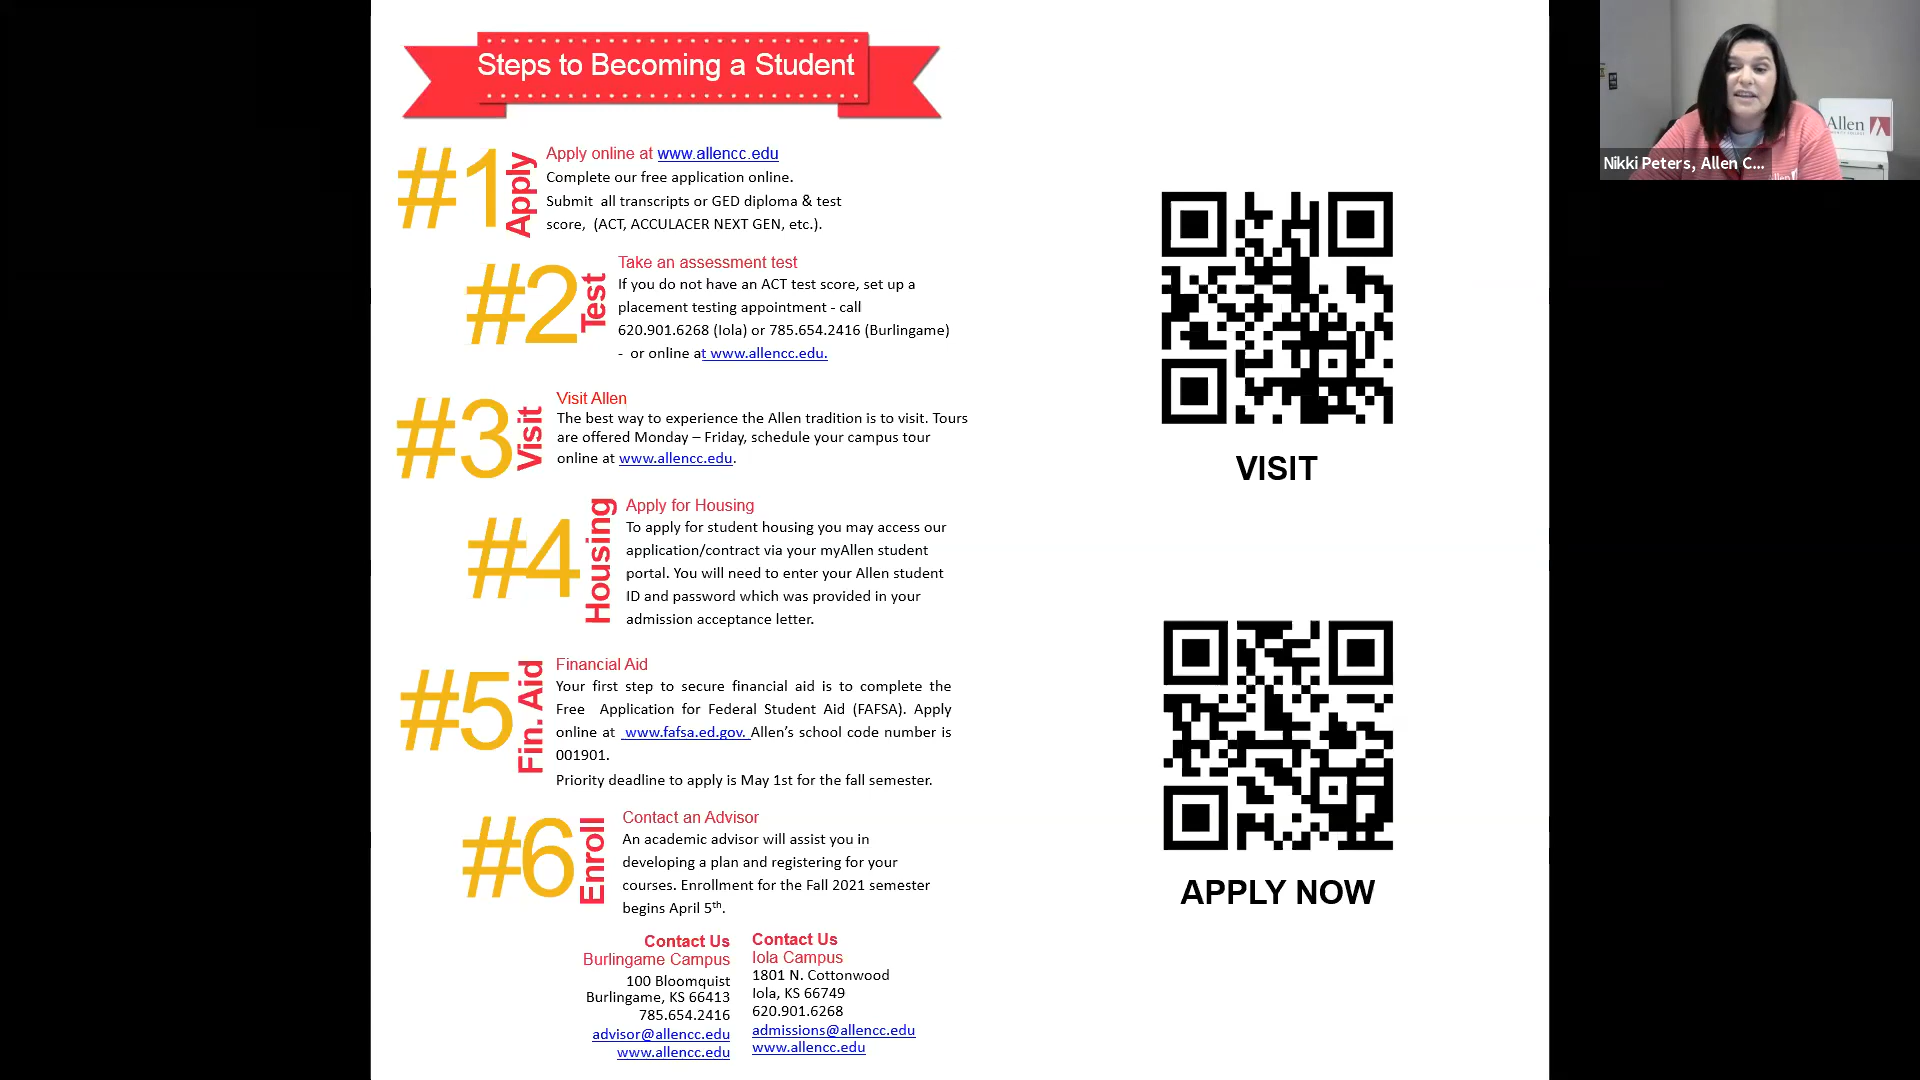 Steps to Becoming a Student
#1
Apply
Apply online at www.allencc.edu
Complete our free application online.
Submit all transcripts or GED diploma & test
score, (ACT, ACCULACER NEXT GEN, etc.).
#2
Test
Take an assessment test
If you do not have an ACT test score, set up a
placement testing appointment - call
620.901.6268 (Iola) or 785.654.2416 (Burlingame)
- or online at www.allencc.edu.
#3
Visit
Visit Allen
The best way to experience the Allen tradition is to visit. Tours
are offered Monday – Friday, schedule your campus tour
online at www.allencc.edu.
#4
Housing
Apply for Housing
To apply for student housing you may access our
application/contract via your myAllen student
portal. You will need to enter your Allen student
ID and password which was provided in your
admission acceptance letter.
#5
Fin. Aid
Financial Aid
Your first step to secure financial aid is to complete the
Free Application for Federal Student Aid (FAFSA). Apply
online at www.fafsa.ed.gov. Allen’s school code number is
001901.
Priority deadline to apply is May 1st for the fall semester.
#6
Enroll
Contact an Advisor
An academic advisor will assist you in
developing a plan and registering for your
courses. Enrollment for the Fall 2021 semester
begins April 5th.
Contact Us
Burlingame Campus
100 Bloomquist
Burlingame, KS 66413
785.654.2416
advisor@allencc.edu
www.allencc.edu
Contact Us
Iola Campus
1801 N. Cottonwood
Iola, KS 66749
620.901.6268
admissions@allencc.edu
www.allencc.edu
VISIT
APPLY NOW
Allen
Nikki Peters, Allen C...